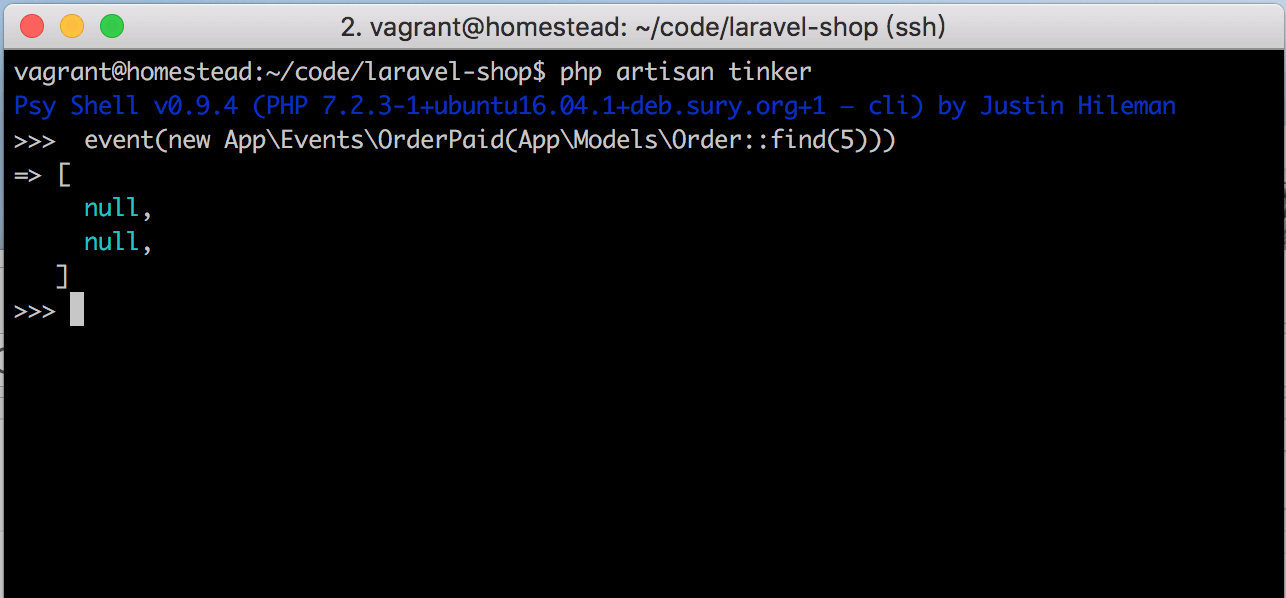 2. vagrant@homestead: ~/code/laravel-shop (ssh)
vagrant@homestead:~/code/laravel-shop$ php artisan tinker
Psy Shell v0.9.4 (PHP 7.2.3-1+ubuntu16.04.1+deb.sury.org+1 — cli) by Justin Hileman
>>>  event(new App\Events\OrderPaid(App\Models\Order::find(5)))
=> [
     null,
     null,
   ]
>>>